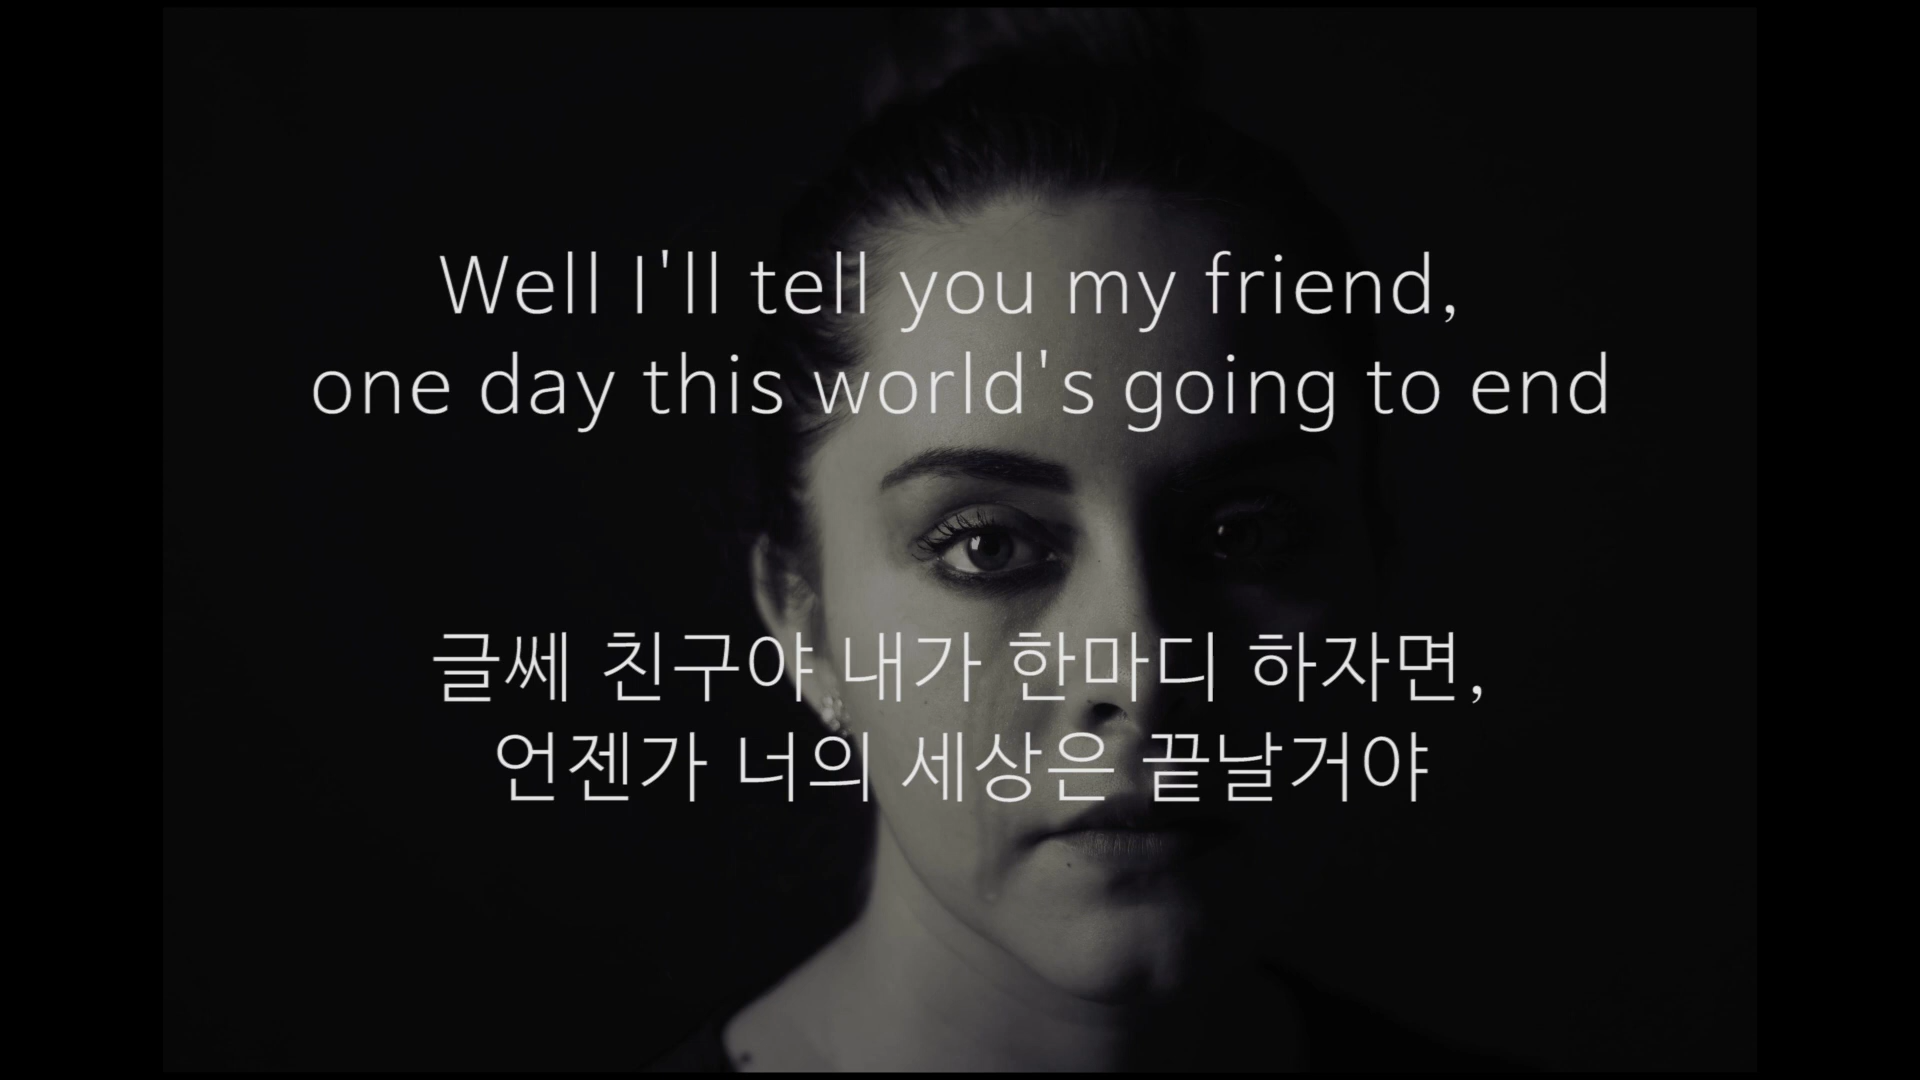 Well I'll tell you my friend,
one day this world's going to end
글쎄 친구야 내가 한마디 하자면,
언젠가 너의 세상은 끝날거야